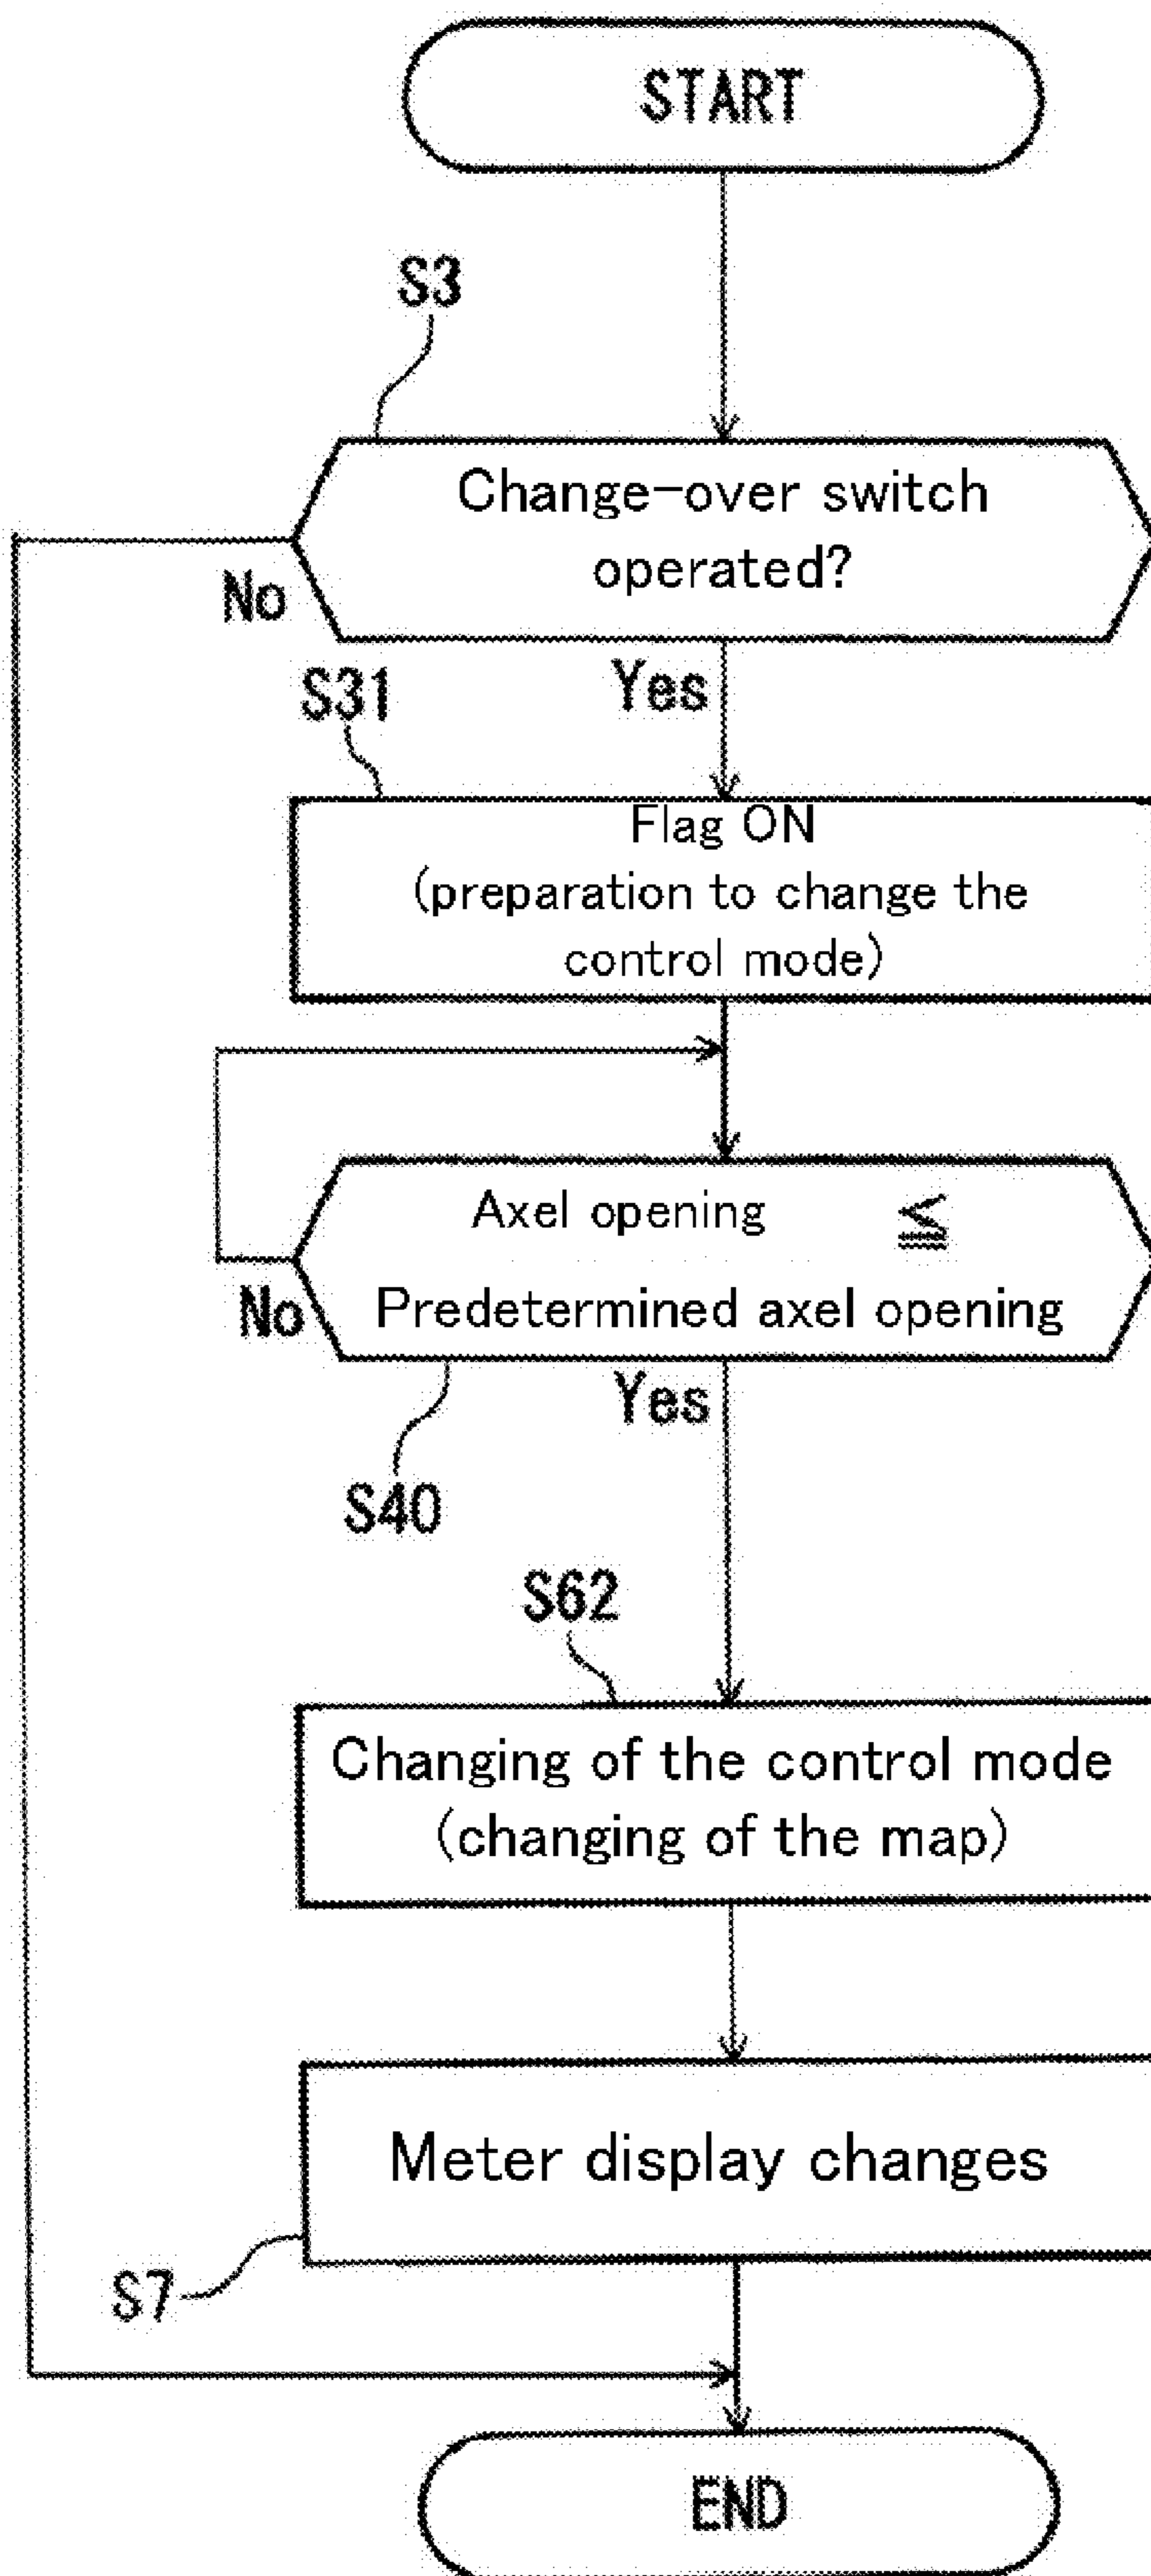 START
S3
Change-over switch
operated?
No
Yes
S31
Flag ON
(preparation to change the
control mode)
Axel opening ≦
Predetermined axel opening
No
Yes
S40
S62
Changing of the control mode
(changing of the map)
Meter display changes
S7
END